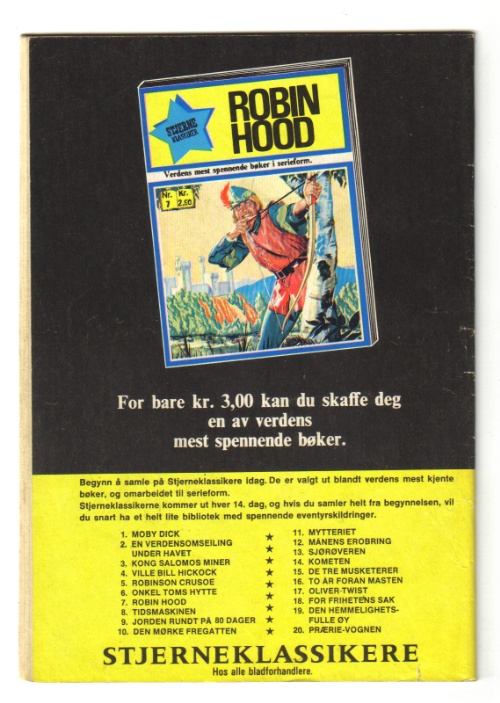 STJERNE
KLASSIKER
ROBIN
HOOD
Verdens mest spennende bøker i serieform.
Nr. Kr.
7 2.50
For bare kr. 3,00 kan du skaffe deg
en av verdens
mest spennende bøker.
Begynn å samle på Stjerneklassikere idag. De er valgt ut blandt verdens mest kjente
bøker, og omarbeidet til serieform.
Stjerneklassikerne kommer ut hver 14. dag, og hvis du samler helt fra begynnelsen, vil
du snart ha et helt lite bibliotek med spennende eventyrskildringer.
1. MOBY DICK
2. EN VERDENSOMSEILING
UNDER HAVET
3. KONG SALOMOS MINER
4. VILLE BILL HICKOCK
5. ROBINSON CRUSOE
6. ONKEL TOMS HYTTE
7. ROBIN HOOD
8. TIDSMASKINEN
9. JORDEN RUNDT PÅ 80 DAGER
10. DEN MØRKE FREGATTEN
11. MYTTERIET
12. MÅNENS EROBRING
13. SJØRØVEREN
14. KOMETEN
15. DE TRE MUSKETERER
16. TO ÅR FORAN MASTEN
17. OLIVER-TWIST
18. FOR FRIHETENS SAK
19. DEN HEMMELIGHETS-
FULLE ØY
20. PRÆRIE-VOGNEN
STJERNEKLASSIKERE
Hos alle bladforhandlere.